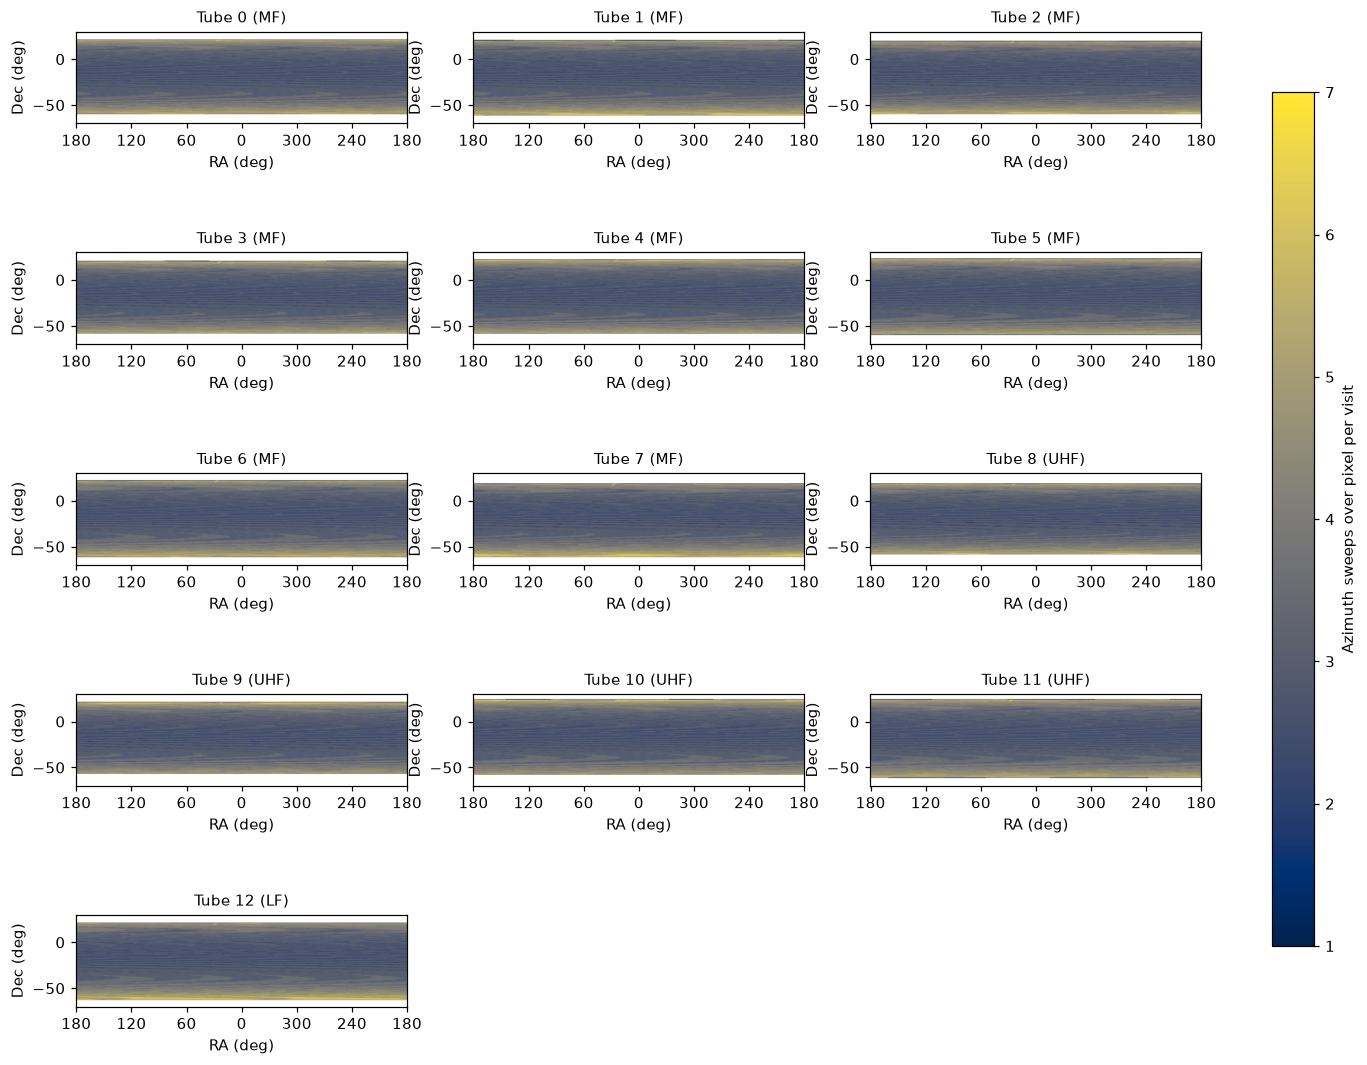 Tube 0 (MF)
Tube 1 (MF)
Tube 2 (MF)
Dec (deg)
0
−50
180 120 60 0 300 240 180
RA (deg)
Dec (deg)
0
−50
180 120 60 0 300 240 180
RA (deg)
Dec (deg)
0
−50
180 120 60 0 300 240 180
RA (deg)
Tube 3 (MF)
Tube 4 (MF)
Tube 5 (MF)
Dec (deg)
0
−50
180 120 60 0 300 240 180
RA (deg)
Dec (deg)
0
−50
180 120 60 0 300 240 180
RA (deg)
Dec (deg)
0
−50
180 120 60 0 300 240 180
RA (deg)
Tube 6 (MF)
Tube 7 (MF)
Tube 8 (UHF)
Dec (deg)
0
−50
180 120 60 0 300 240 180
RA (deg)
Dec (deg)
0
−50
180 120 60 0 300 240 180
RA (deg)
Dec (deg)
0
−50
180 120 60 0 300 240 180
RA (deg)
Tube 9 (UHF)
Tube 10 (UHF)
Tube 11 (UHF)
Dec (deg)
0
−50
180 120 60 0 300 240 180
RA (deg)
Dec (deg)
0
−50
180 120 60 0 300 240 180
RA (deg)
Dec (deg)
0
−50
180 120 60 0 300 240 180
RA (deg)
Tube 12 (LF)
Dec (deg)
0
−50
180 120 60 0 300 240 180
RA (deg)
7
6
5
4
3
2
1
Azimuth sweeps over pixel per visit